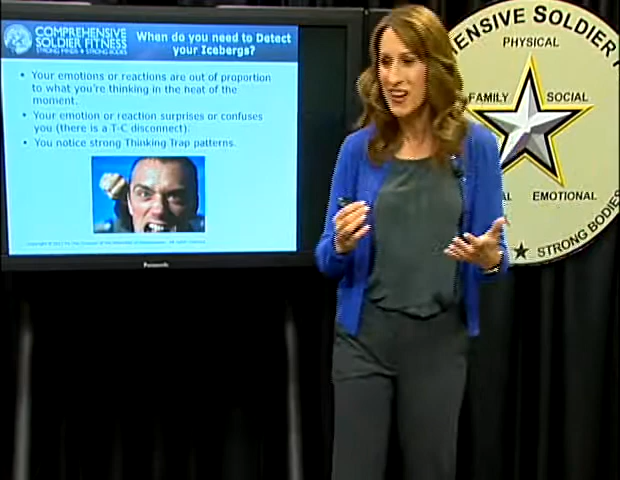 COMPREHENSIVE
SOLDIER FITNESS
STRONG MINDS ★ STRONG BODIES
When do you need to Detect
your Icebergs?
• Your emotions or reactions are out of proportion
to what you're thinking in the heat of the
moment.
• Your emotion or reaction surprises or confuses
you (there is a T-C disconnect).
• You notice strong Thinking Trap patterns.
Panasonic
ENSIVE SOLDIER F
PHYSICAL
FAMILY
SOCIAL
AL
EMOTIONAL
STRONG BODIES